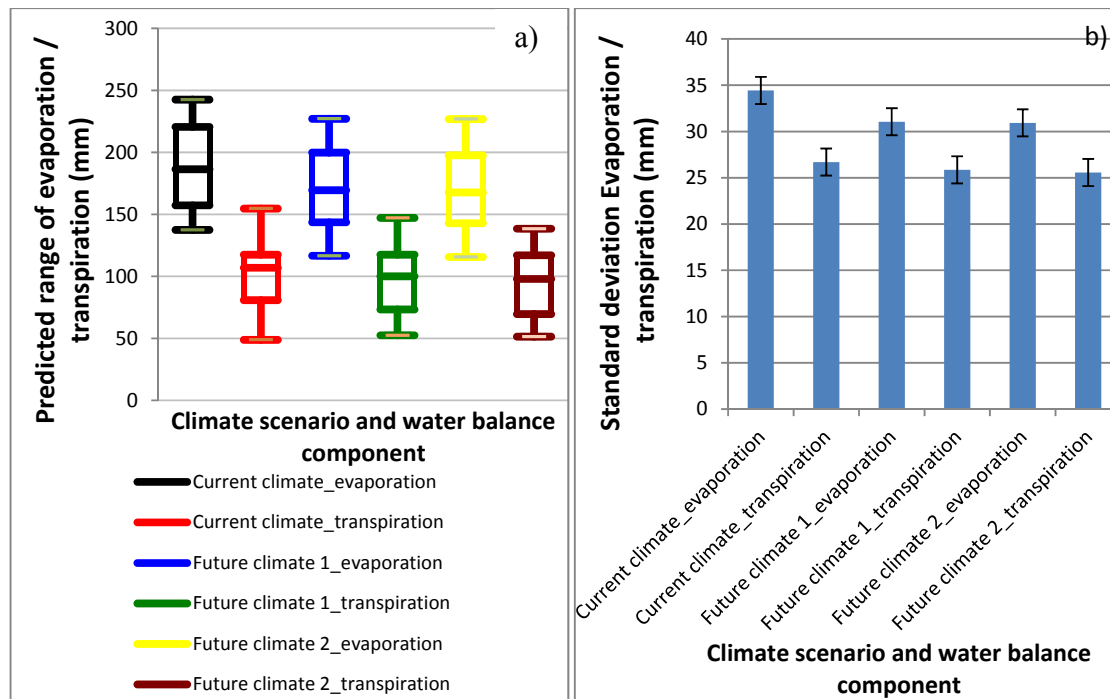 a)
Predicted range of evaporation /
transpiration (mm)
300
250
200
150
100
50
0
Climate scenario and water balance
component
Current climate_evaporation
Current climate_transpiration
Future climate 1_evaporation
Future climate 1_transpiration
Future climate 2_evaporation
Future climate 2_transpiration
b)
Standard deviation Evaporation /
transpiration (mm)
40
35
30
25
20
15
10
5
0
Current climate_evaporation
Current climate_transpiration
Future climate 1_evaporation
Future climate 1_transpiration
Future climate 2_evaporation
Future climate 2_transpiration
Climate scenario and water balance
component